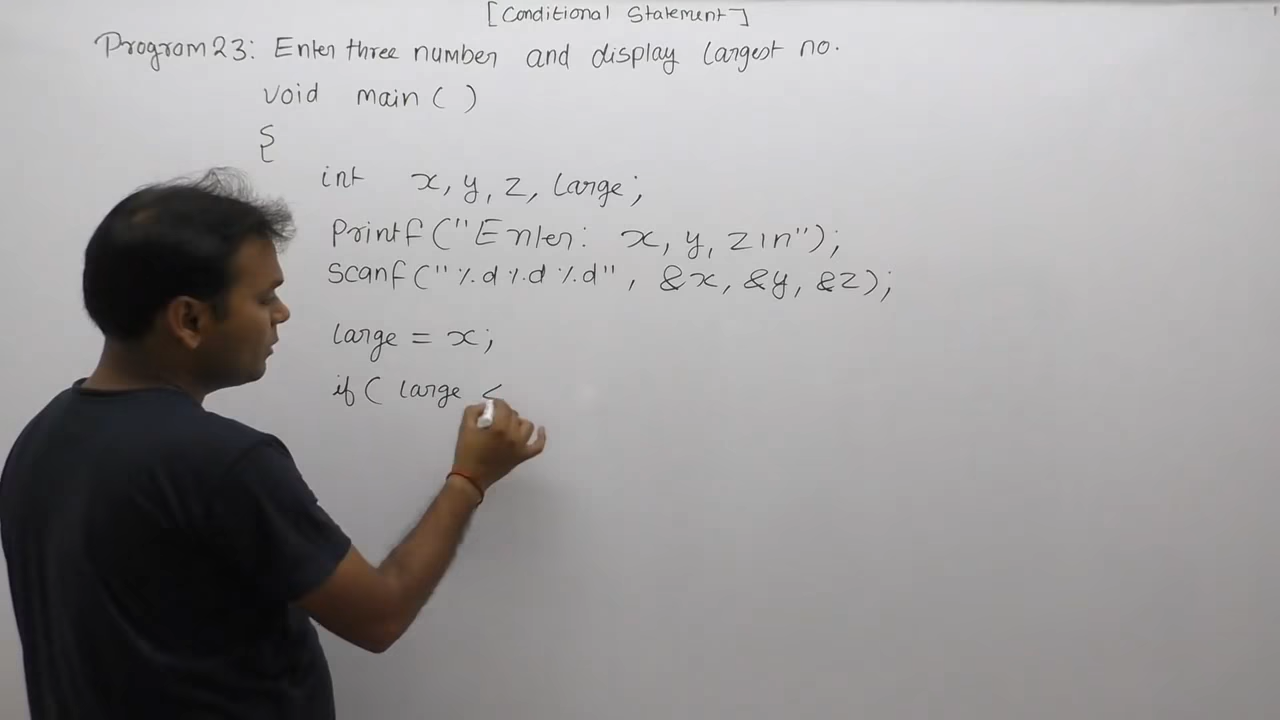 [Conditional Statement]
Program 23: Enter three number and display largest no.
void main ( )
{
int x, y, z, large;
Printf ("Enter: x, y, z\n");
Scanf ("%d %d %d", &x, &y, &z);
large = x;
if ( large <